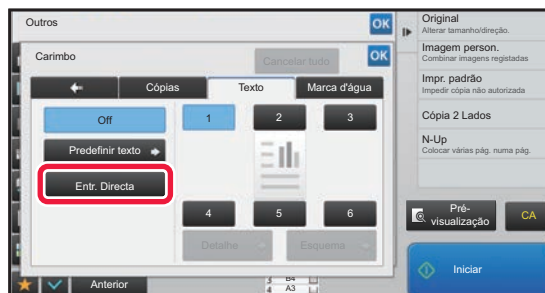 Outros
OK
Carimbo
Cancelar tudo
OK
Cópias
Texto
Marca d'água
Off
Predefinir texto
Entr. Directa
1
2
3
4
5
6
Detalhe
Esquema
Anterior
B4
A3
Original
Alterar tamanho/direção.
Imagem person.
Combinar imagens registadas
Impr. padrão
Impedir cópia não autorizada
Cópia 2 Lados
N-Up
Colocar várias pág. numa pág.
Pré-
visualização
CA
Iniciar